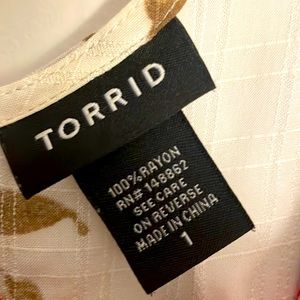 TORRID
100% RAYON
RN# 148862
SEE CARE
ON REVERSE
MADE IN CHINA
1